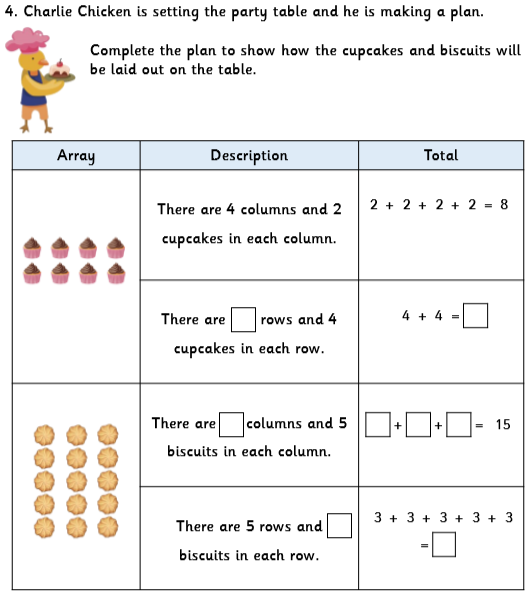 4. Charlie Chicken is setting the party table and he is making a plan.
Complete the plan to show how the cupcakes and biscuits will
be laid out on the table.
Array
Description
Total
There are 4 columns and 2
cupcakes in each column.
2 + 2 + 2 + 2 = 8
There are □ rows and 4
cupcakes in each row.
4 + 4 = □
There are □ columns and 5
biscuits in each column.
□ + □ + □ = 15
There are 5 rows and □
biscuits in each row.
3 + 3 + 3 + 3 + 3
= □